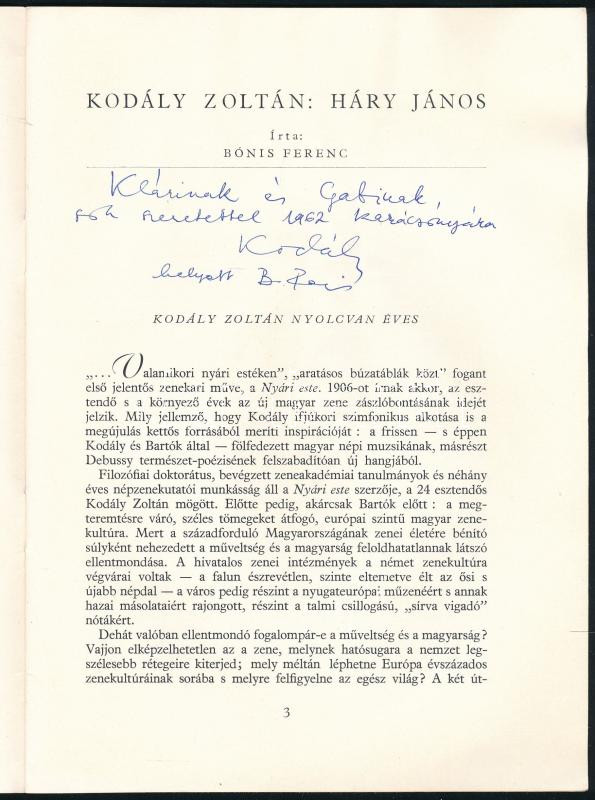 KODÁLY ZOLTÁN: HÁRY JÁNOS
Írta:
BÓNIS FERENC
Klárinak és Gabinak,
sok szeretettel 1962 karácsonyára
Kodály
helyett B.
KODÁLY ZOLTÁN NYOLCVAN ÉVES
„...Valamikori nyári estéken”, „aratásos búzatáblák közt” fogant
első jelentős zenekari műve, a Nyári este. 1906-ot írnak akkor, az esz-
tendő s a környező évek az új magyar zene zászlóbontásának idejét
jelzik. Mily jellemző, hogy Kodály ifjúkori szimfonikus alkotása is a
megújulás kettős forrásából meríti inspirációját : a frissen — s éppen
Kodály és Bartók által — fölfedezett magyar népi muzsikának, másrészt
Debussy természet-poézisének felszabadítóan új hangjából.
Filozófiai doktorátus, bevégzett zeneakadémiai tanulmányok és néhány
éves népzenekutatói munkásság áll a Nyári este szerzője, a 24 esztendős
Kodály Zoltán mögött. Előtte pedig, akárcsak Bartók előtt : a meg-
teremtésre váró, széles tömegeket átfogó, európai szintű magyar zene-
kultúra. Mert a századforduló Magyarországának zenei életére bénító
súlyként nehezedett a műveltség és a magyarság feloldhatatlannak látszó
ellentmondása. A hivatalos zenei intézmények a német zenekultúra
végvárai voltak — a falun észrevétlen, szinte eltemetve élt az ősi s
újabb népdal — a város pedig részint a nyugateurópai műzenéért s annak
hazai másolataiért rajongott, részint a talmi csillogású, „sírva vigadó”
nótákért.
Dehát valóban ellentmondó fogalompár-e a műveltség és a magyarság?
Vajjon elképzelhetetlen az a zene, melynek hatósugara a nemzet leg-
szélesebb rétegeire kiterjed; mely méltán léphetne Európa évszázados
zenekultúráinak sorába s melyre felfigyelne az egész világ? A két út-
3